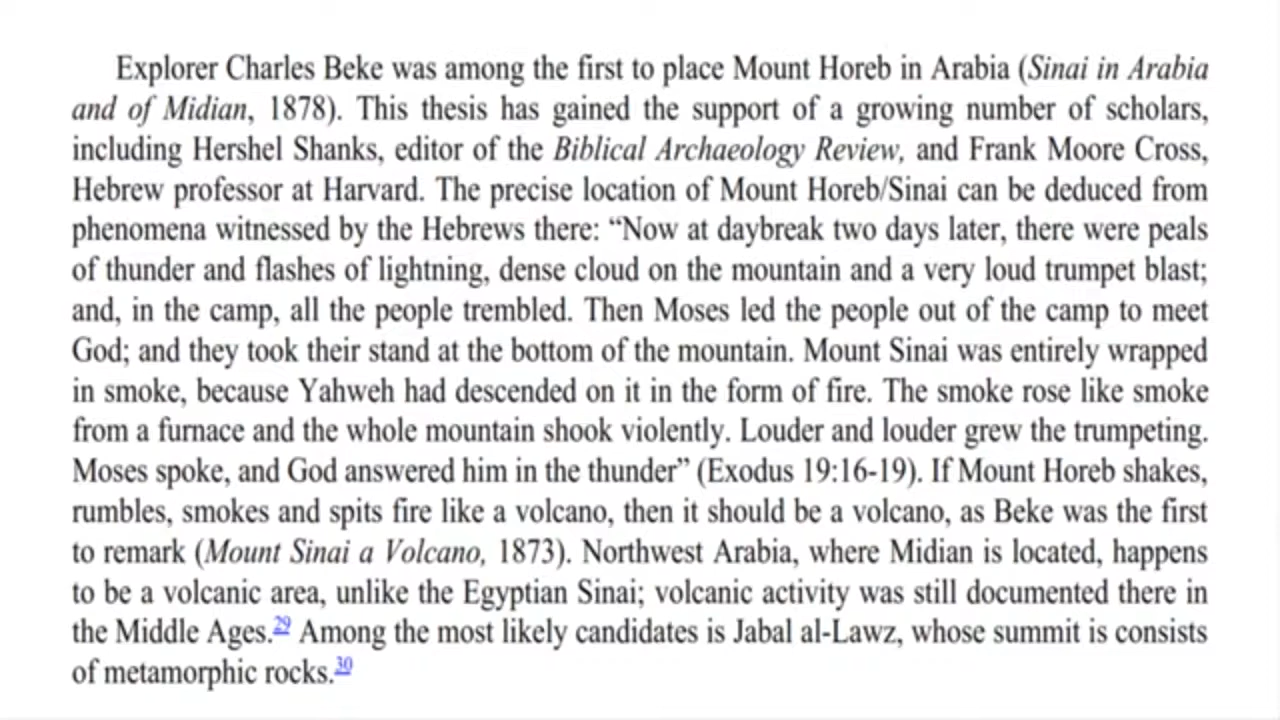 Explorer Charles Beke was among the first to place Mount Horeb in Arabia (Sinai in Arabia
and of Midian, 1878). This thesis has gained the support of a growing number of scholars,
including Hershel Shanks, editor of the Biblical Archaeology Review, and Frank Moore Cross,
Hebrew professor at Harvard. The precise location of Mount Horeb/Sinai can be deduced from
phenomena witnessed by the Hebrews there: “Now at daybreak two days later, there were peals
of thunder and flashes of lightning, dense cloud on the mountain and a very loud trumpet blast;
and, in the camp, all the people trembled. Then Moses led the people out of the camp to meet
God; and they took their stand at the bottom of the mountain. Mount Sinai was entirely wrapped
in smoke, because Yahweh had descended on it in the form of fire. The smoke rose like smoke
from a furnace and the whole mountain shook violently. Louder and louder grew the trumpeting.
Moses spoke, and God answered him in the thunder” (Exodus 19:16-19). If Mount Horeb shakes,
rumbles, smokes and spits fire like a volcano, then it should be a volcano, as Beke was the first
to remark (Mount Sinai a Volcano, 1873). Northwest Arabia, where Midian is located, happens
to be a volcanic area, unlike the Egyptian Sinai; volcanic activity was still documented there in
the Middle Ages.29 Among the most likely candidates is Jabal al-Lawz, whose summit is consists
of metamorphic rocks.30